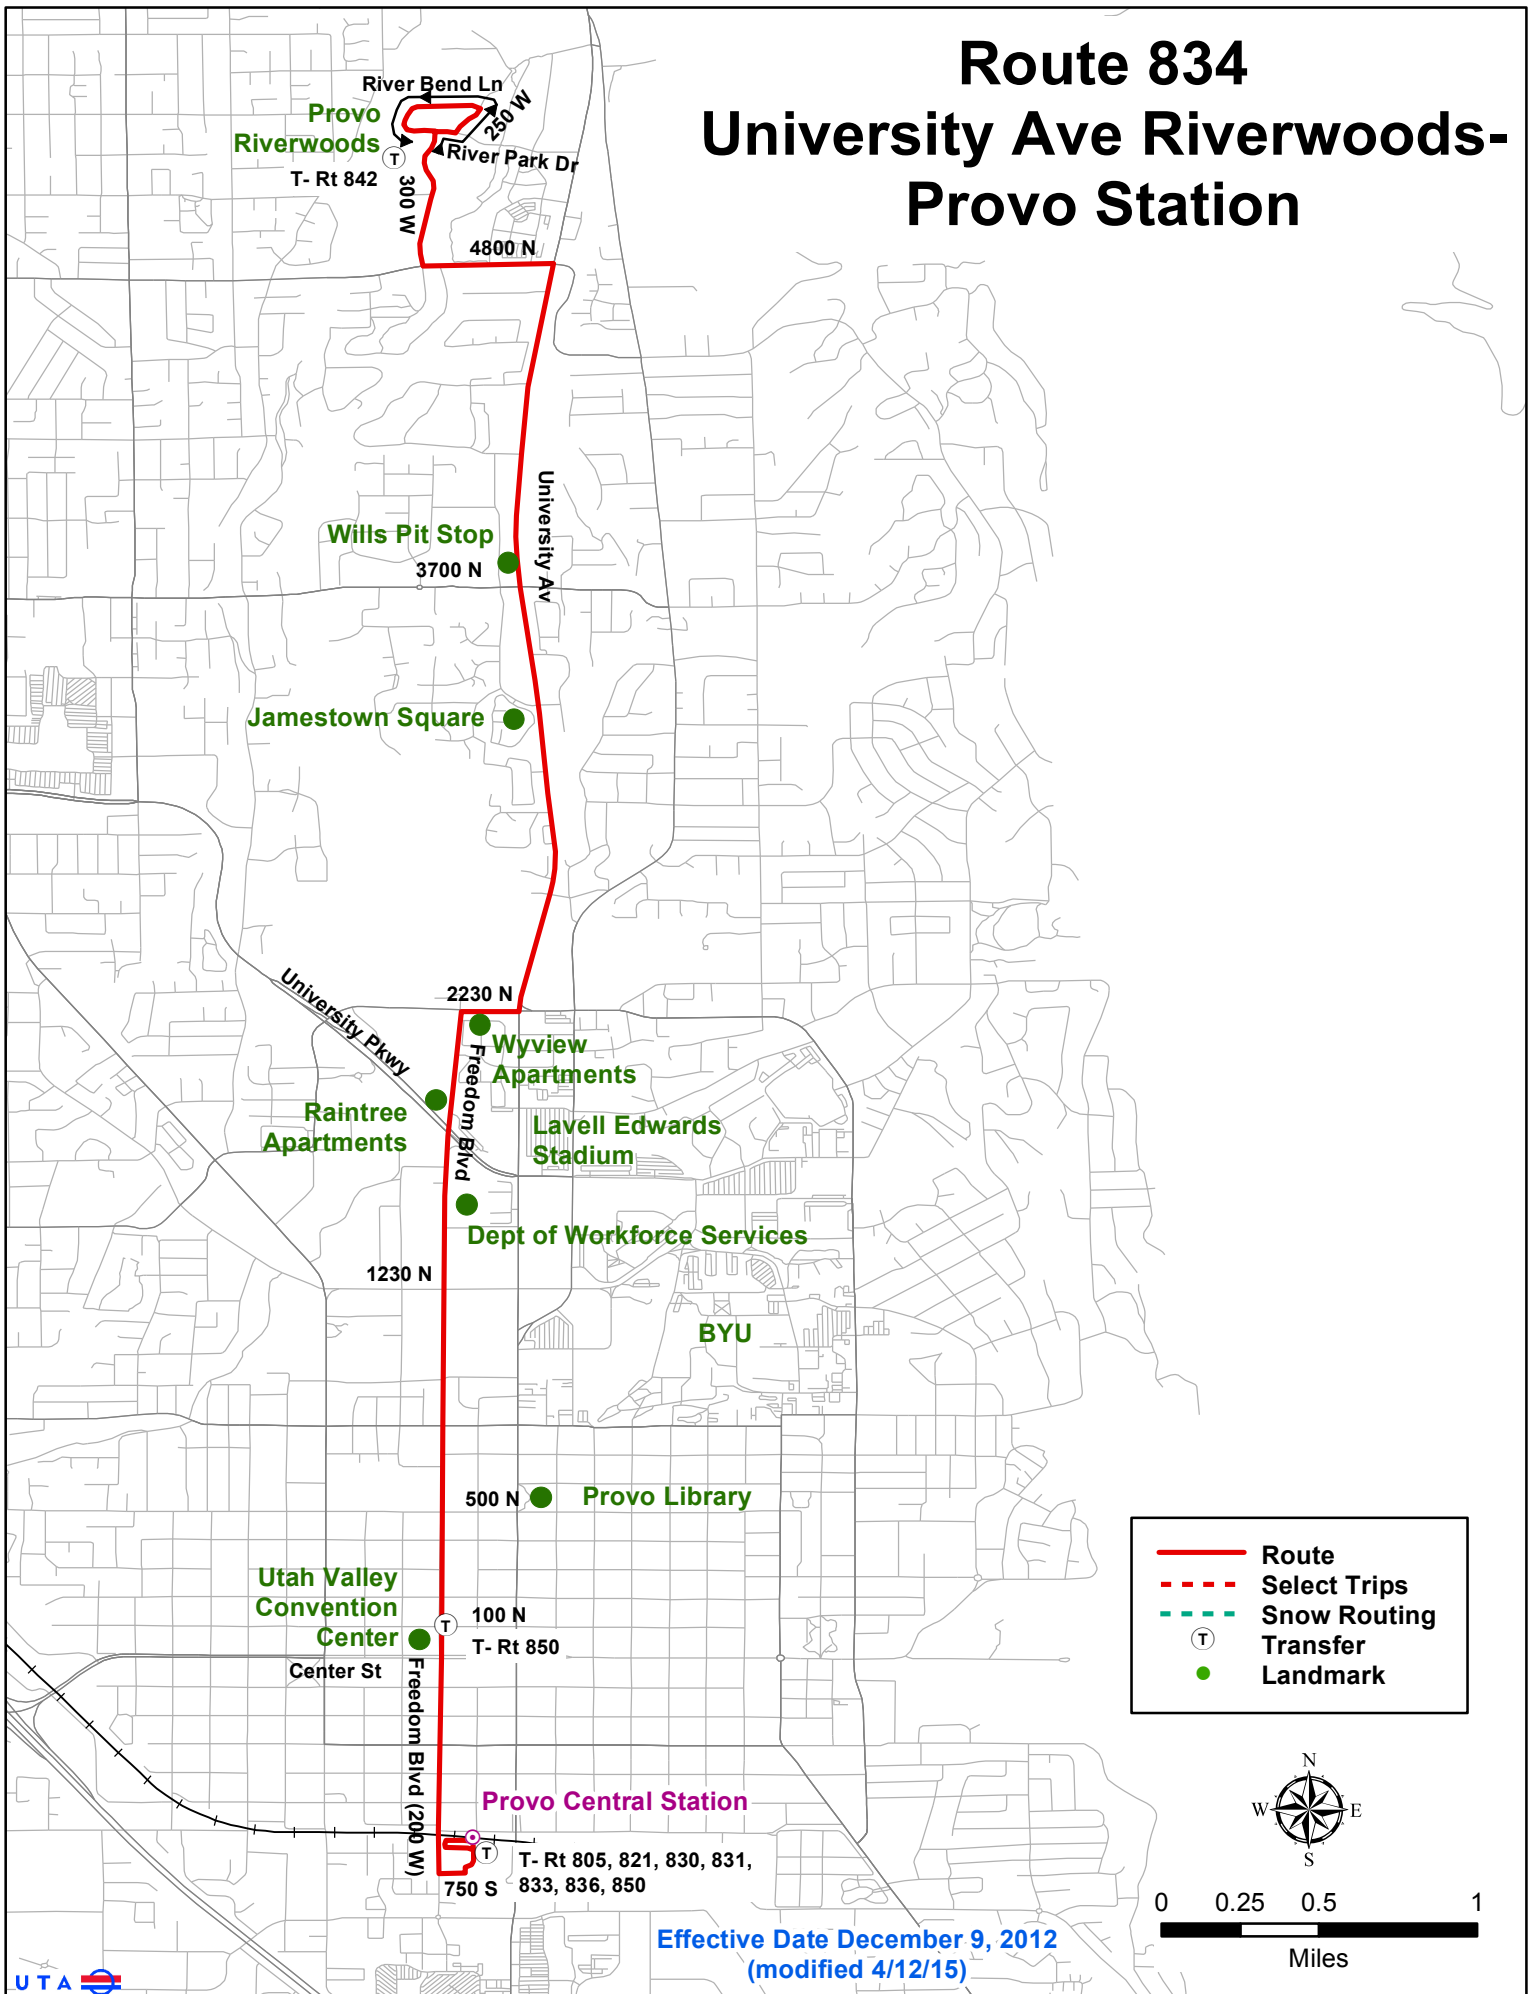 Route 834
University Ave Riverwoods-
Provo Station
River Bend Ln
250 W
Provo
Riverwoods
T
River Park Dr
T- Rt 842
300 W
4800 N
University Av
Wills Pit Stop
3700 N
Jamestown Square
2230 N
University Pkwy
Freedom Blvd
Wyview
Apartments
Raintree
Apartments
Lavell Edwards
Stadium
Dept of Workforce Services
1230 N
BYU
500 N
Provo Library
Utah Valley
Convention
Center
T
100 N
T- Rt 850
Center St
Freedom Blvd (200 W)
Provo Central Station
T
T- Rt 805, 821, 830, 831,
833, 836, 850
750 S
Route
Select Trips
Snow Routing
T
Transfer
Landmark
N
W
E
S
0 0.25 0.5 1
Miles
Effective Date December 9, 2012
(modified 4/12/15)
UTA